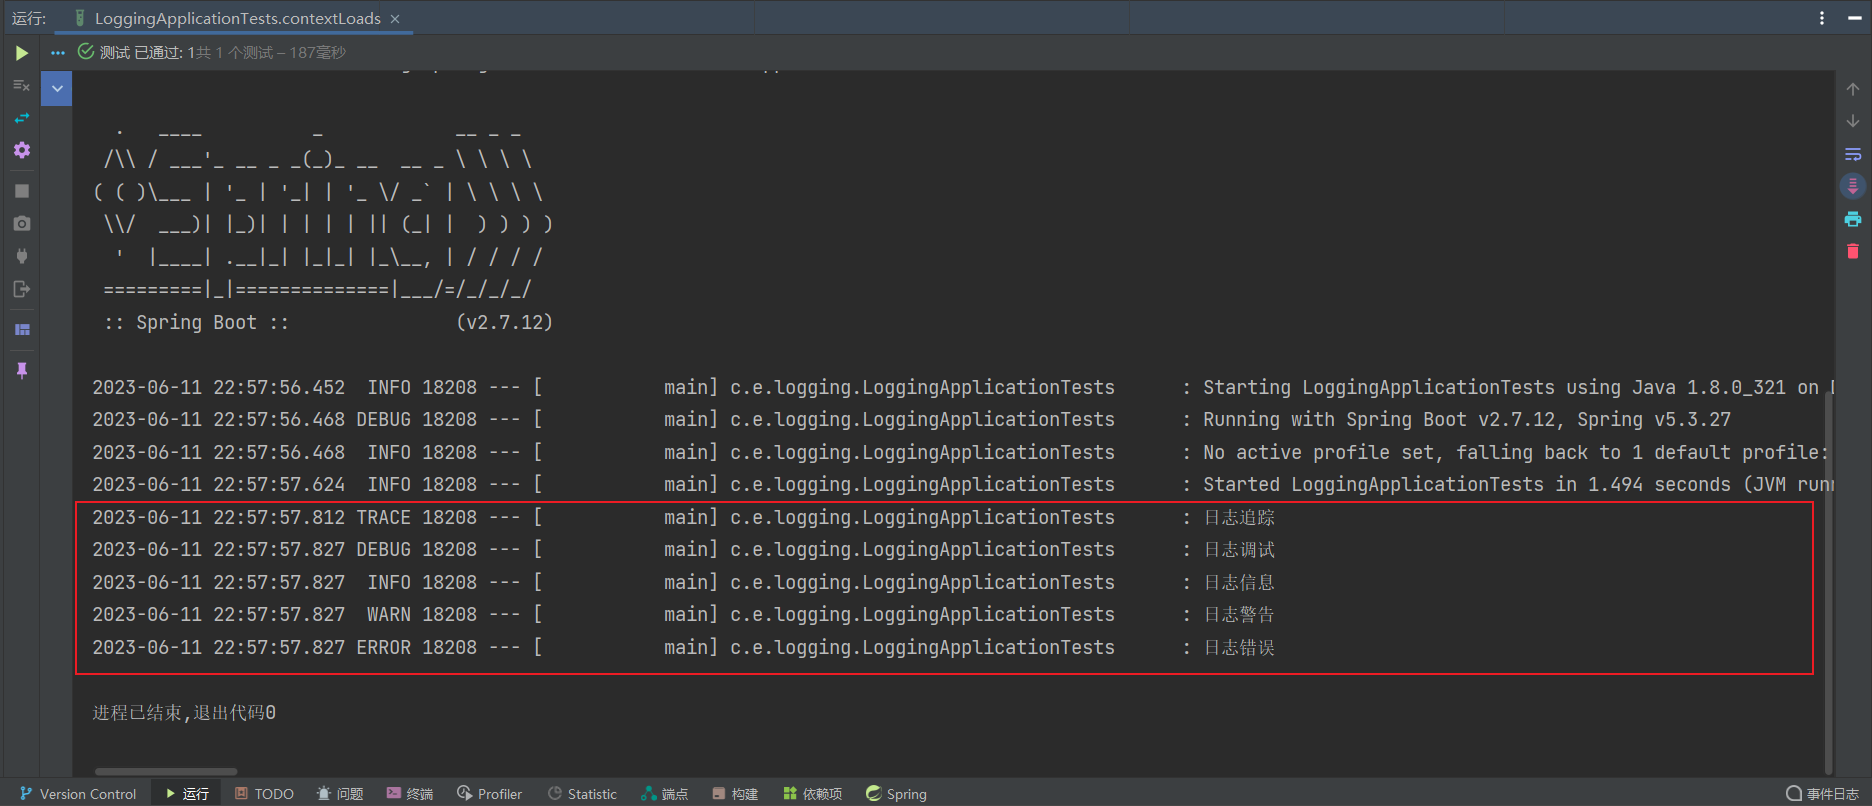 运行: LoggingApplicationTests.contextLoads
测试 已通过: 1共 1 个测试 – 187毫秒
  .   ____          _            __ _ _
 /\\ / ___'_ __ _ _(_)_ __  __ _ \ \ \ \
( ( )\___ | '_ | '_| | '_ \/ _` | \ \ \ \
 \\/  ___)| |_)| | | | | || (_| |  ) ) ) )
  '  |____| .__|_| |_|_| |_\__, | / / / /
 =========|_|==============|___/=/_/_/_/
 :: Spring Boot ::               (v2.7.12)
2023-06-11 22:57:56.452  INFO 18208 --- [           main] c.e.logging.LoggingApplicationTests      : Starting LoggingApplicationTests using Java 1.8.0_321 on
2023-06-11 22:57:56.468 DEBUG 18208 --- [           main] c.e.logging.LoggingApplicationTests      : Running with Spring Boot v2.7.12, Spring v5.3.27
2023-06-11 22:57:56.468  INFO 18208 --- [           main] c.e.logging.LoggingApplicationTests      : No active profile set, falling back to 1 default profile:
2023-06-11 22:57:57.624  INFO 18208 --- [           main] c.e.logging.LoggingApplicationTests      : Started LoggingApplicationTests in 1.494 seconds (JVM
2023-06-11 22:57:57.812 TRACE 18208 --- [           main] c.e.logging.LoggingApplicationTests      : 日志追踪
2023-06-11 22:57:57.827 DEBUG 18208 --- [           main] c.e.logging.LoggingApplicationTests      : 日志调试
2023-06-11 22:57:57.827  INFO 18208 --- [           main] c.e.logging.LoggingApplicationTests      : 日志信息
2023-06-11 22:57:57.827  WARN 18208 --- [           main] c.e.logging.LoggingApplicationTests      : 日志警告
2023-06-11 22:57:57.827 ERROR 18208 --- [           main] c.e.logging.LoggingApplicationTests      : 日志错误
进程已结束,退出代码0
Version Control 运行 TODO 问题 终端 Profiler Statistic 端点 构建 依赖项 Spring 事件日志